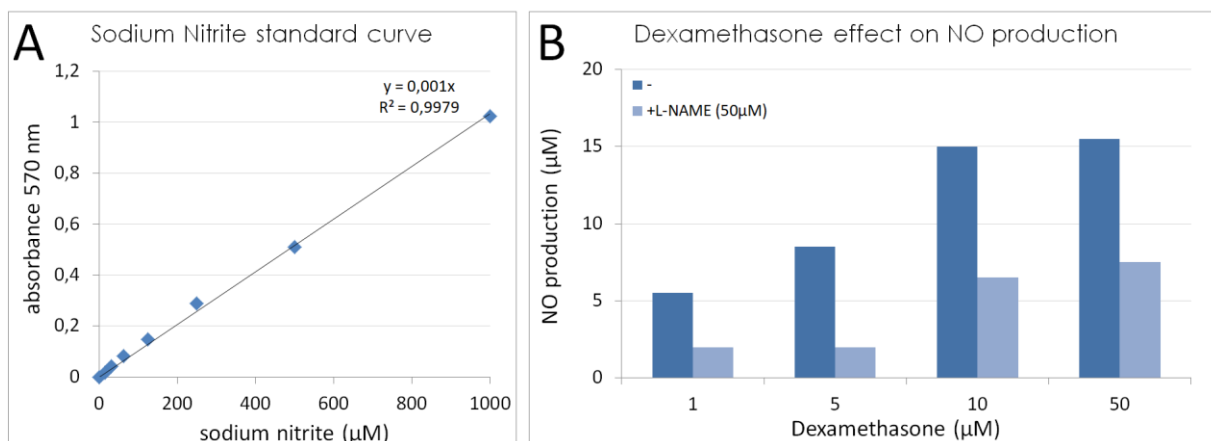 A
Sodium Nitrite standard curve
y = 0,001x
R² = 0,9979
1,2
1
0,8
0,6
0,4
0,2
0
absorbance 570 nm
0 200 400 600 800 1000
sodium nitrite (µM)
B
Dexamethasone effect on NO production
-
+L-NAME (50µM)
20
15
10
5
0
NO production (µM)
1 5 10 50
Dexamethasone (µM)